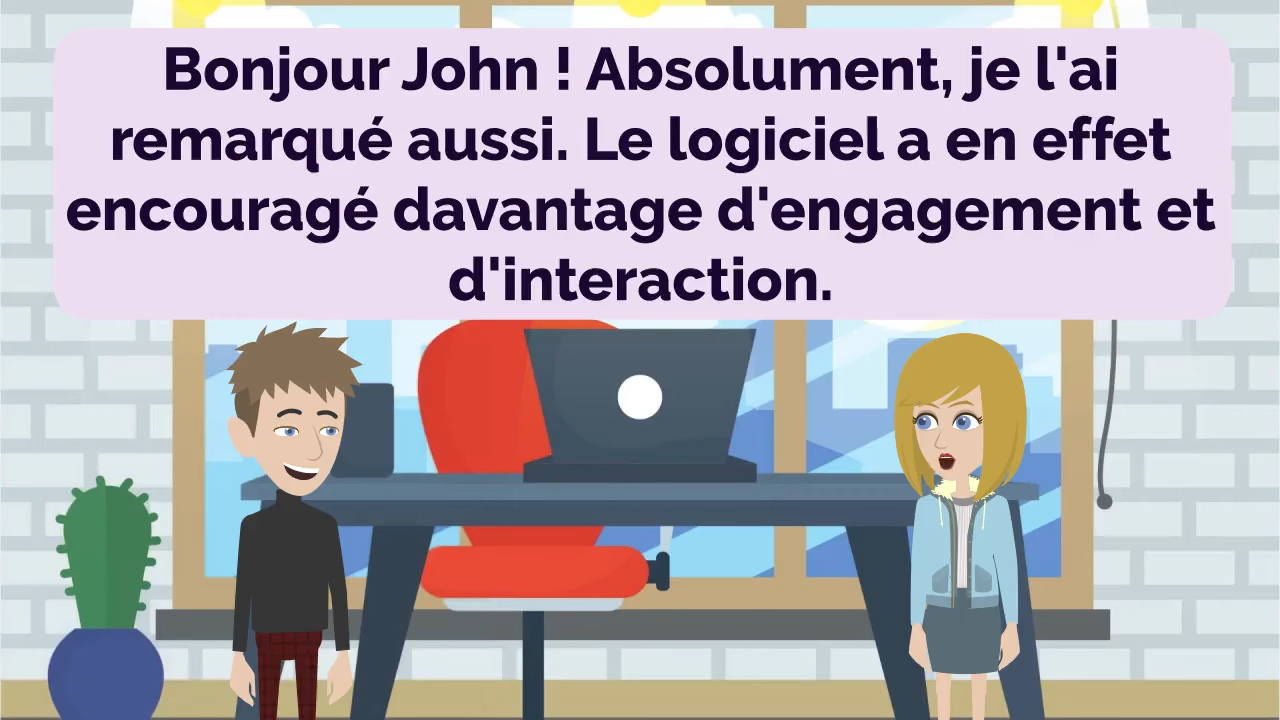 Bonjour John ! Absolument, je l'ai
remarqué aussi. Le logiciel a en effet
encouragé davantage d'engagement et
d'interaction.